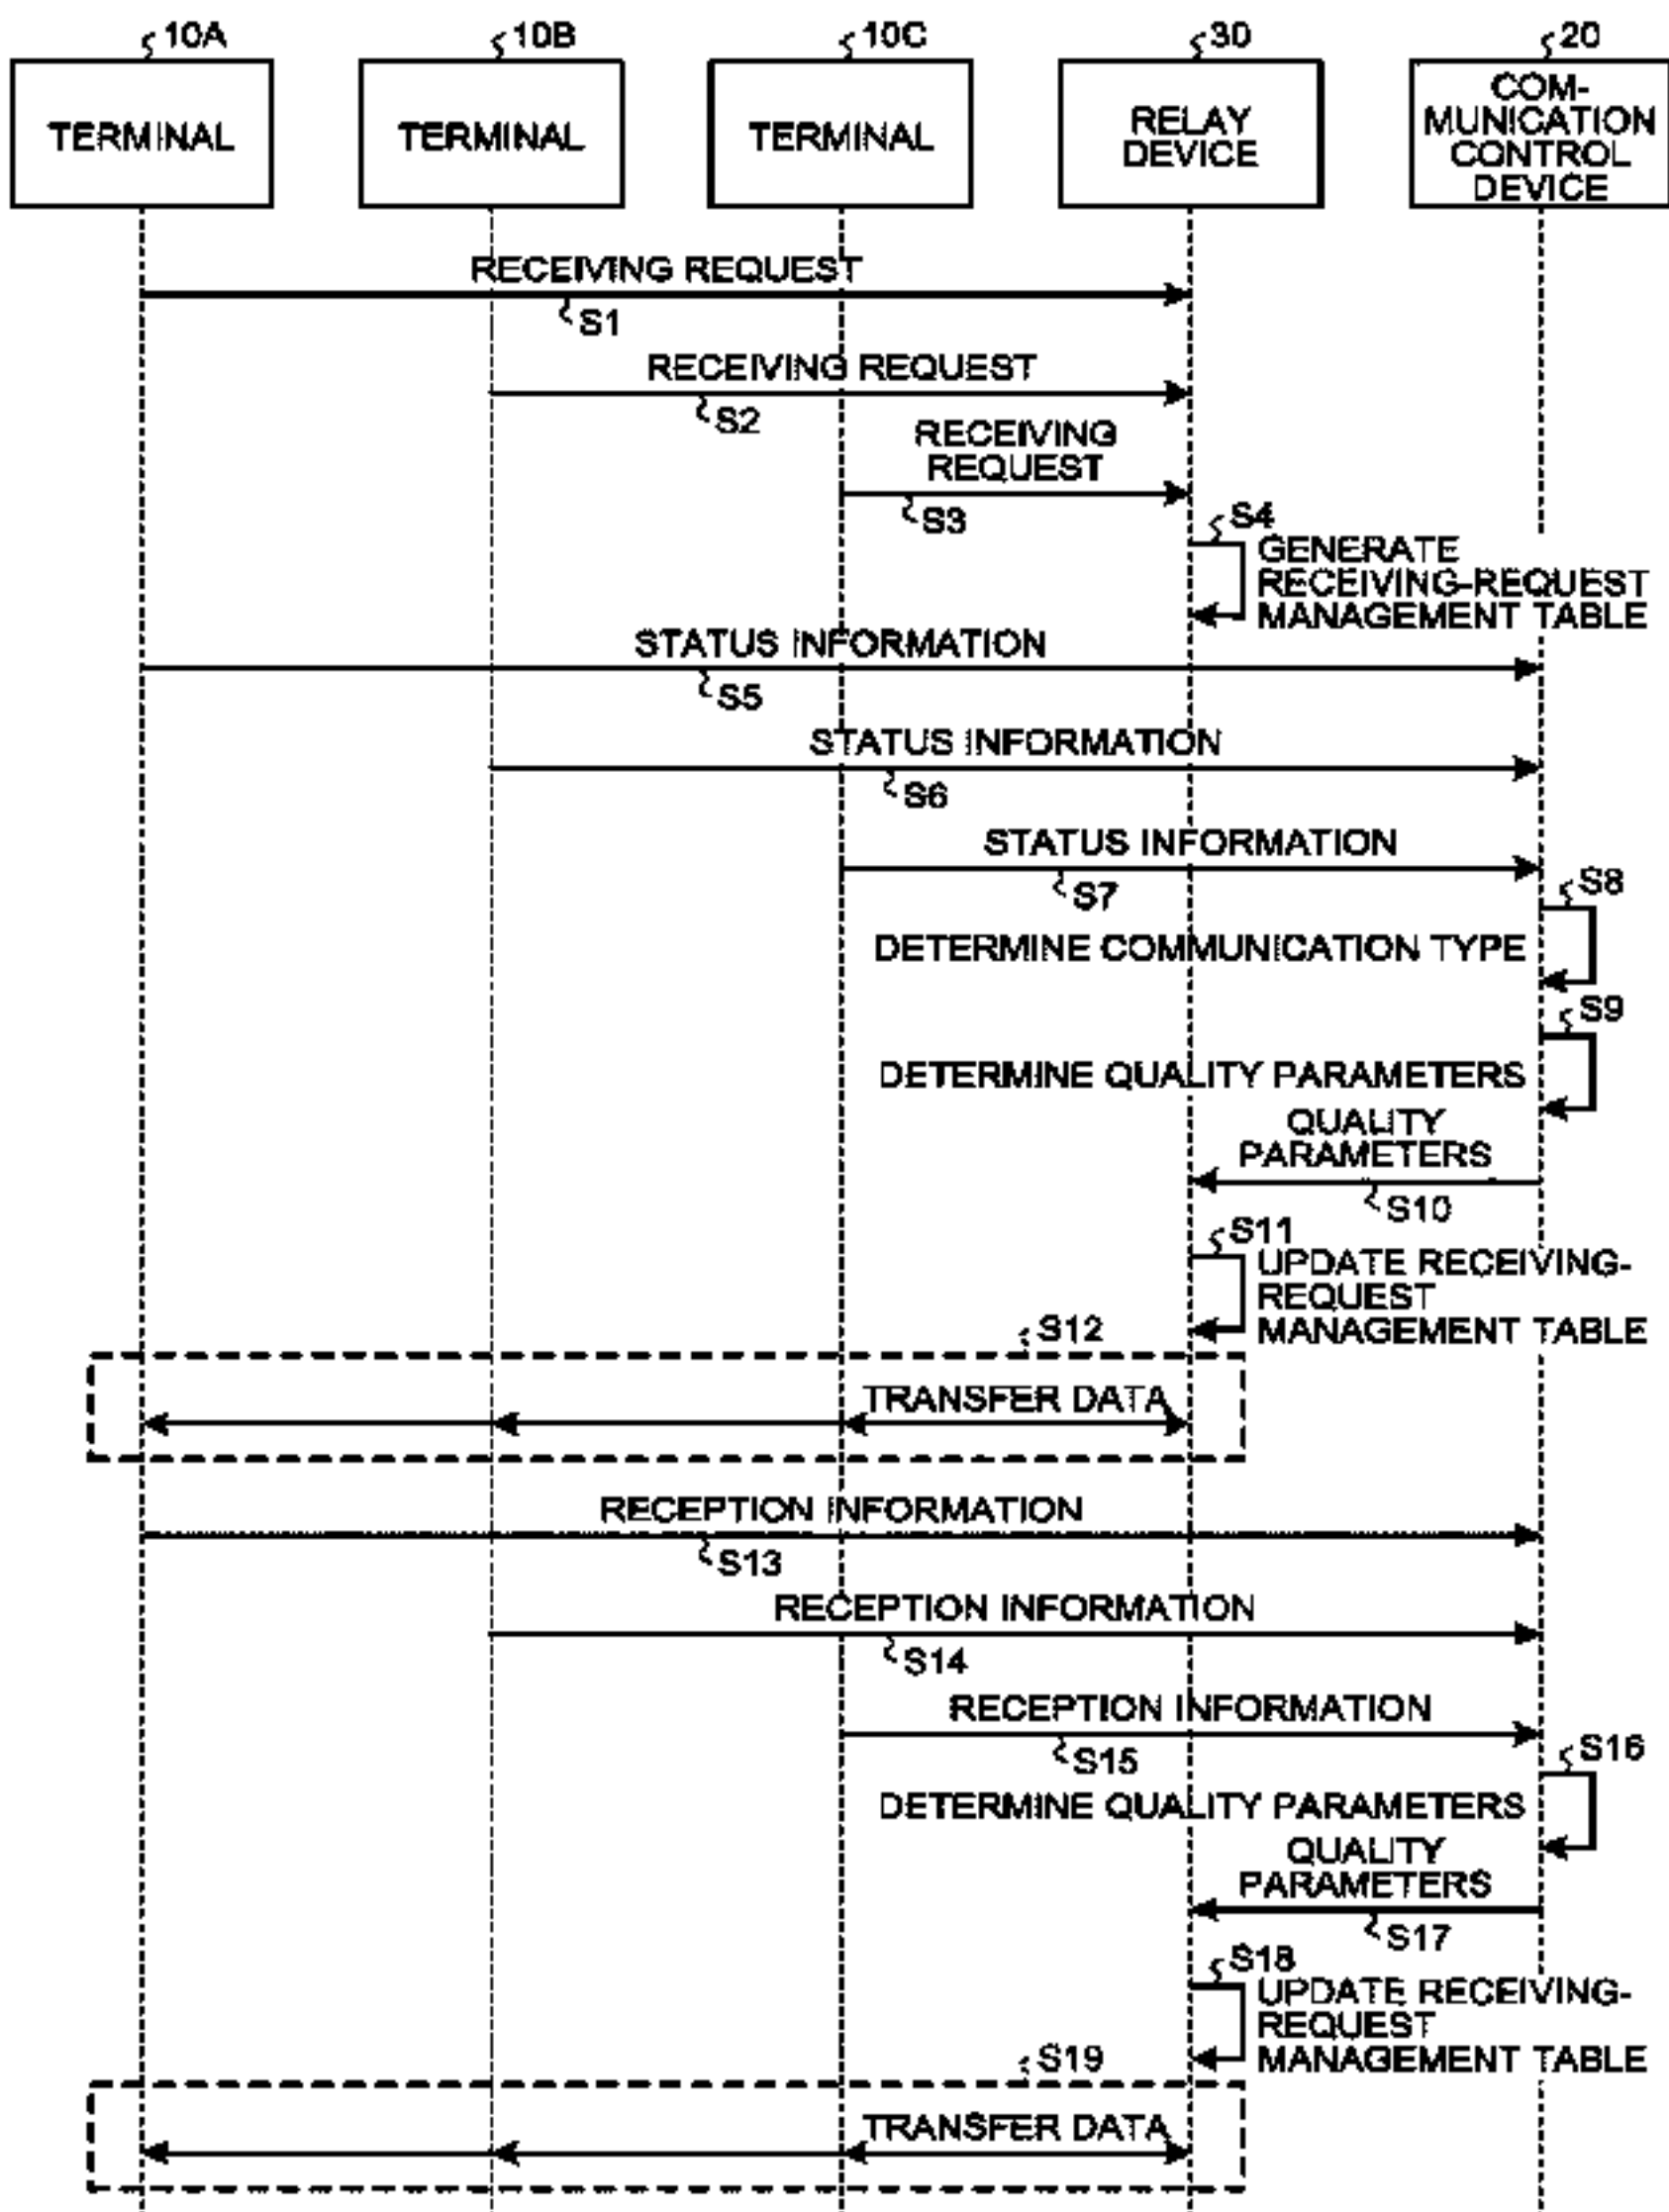 10A
10B
10C
30
20
TERMINAL
TERMINAL
TERMINAL
RELAY
DEVICE
COM-
MUNICATION
CONTROL
DEVICE
RECEIVING REQUEST
S1
RECEIVING REQUEST
S2
RECEIVING
REQUEST
S3
S4
GENERATE
RECEIVING-REQUEST
MANAGEMENT TABLE
STATUS INFORMATION
S5
STATUS INFORMATION
S6
STATUS INFORMATION
S7
S8
DETERMINE COMMUNICATION TYPE
S9
DETERMINE QUALITY PARAMETERS
QUALITY
PARAMETERS
S10
S11
UPDATE RECEIVING-
REQUEST
MANAGEMENT TABLE
S12
TRANSFER DATA
RECEPTION INFORMATION
S13
RECEPTION INFORMATION
S14
RECEPTION INFORMATION
S15
S16
DETERMINE QUALITY PARAMETERS
QUALITY
PARAMETERS
S17
S18
UPDATE RECEIVING-
REQUEST
MANAGEMENT TABLE
S19
TRANSFER DATA